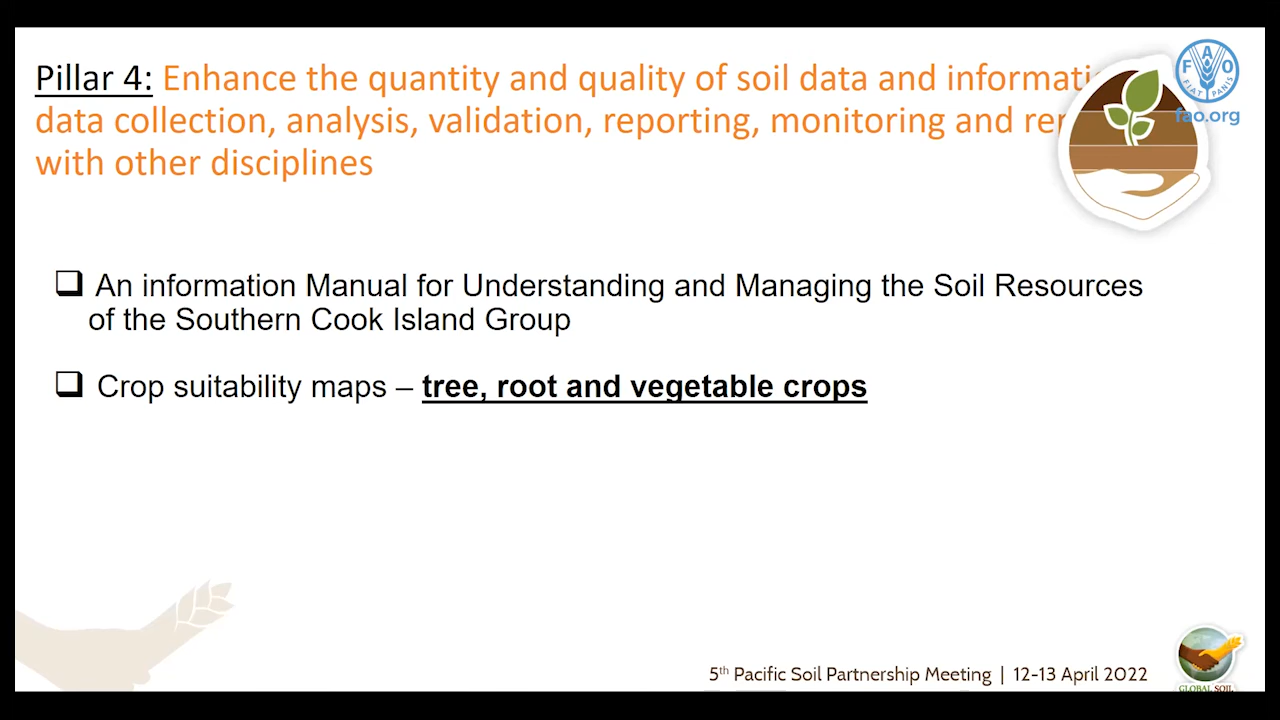 Pillar 4: Enhance the quantity and quality of soil data and
data collection, analysis, validation, reporting, monitoring and
with other disciplines
FAO
FIAT PANIS
fao.org
❑ An information Manual for Understanding and Managing the Soil Resources
of the Southern Cook Island Group
❑ Crop suitability maps – tree, root and vegetable crops
5th Pacific Soil Partnership Meeting | 12-13 April 2022
GLOBAL SOIL